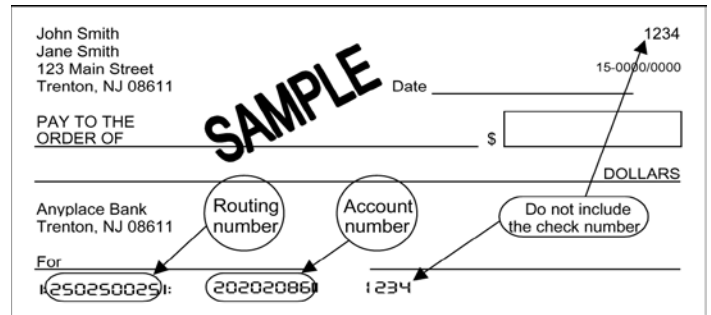 John Smith
Jane Smith
123 Main Street
Trenton, NJ 08611
1234
15-0000/0000
SAMPLE
Date
PAY TO THE
ORDER OF
$
DOLLARS
Anyplace Bank
Trenton, NJ 08611
Routing
number
Account
number
Do not include
the check number
For
⑆250250025⑆ 20202086⑈ 1234